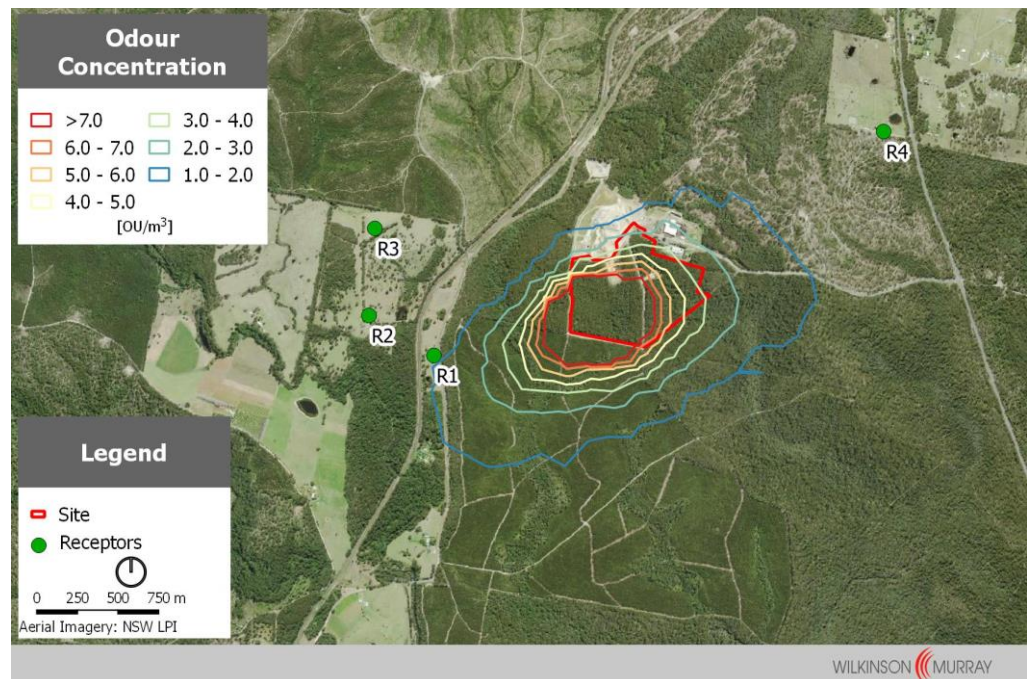 Odour
Concentration
>7.0
6.0 - 7.0
5.0 - 6.0
4.0 - 5.0
3.0 - 4.0
2.0 - 3.0
1.0 - 2.0
[OU/m³]
R4
R3
R2
R1
Legend
Site
Receptors
0 250 500 750 m
Aerial Imagery: NSW LPI
WILKINSON MURRAY